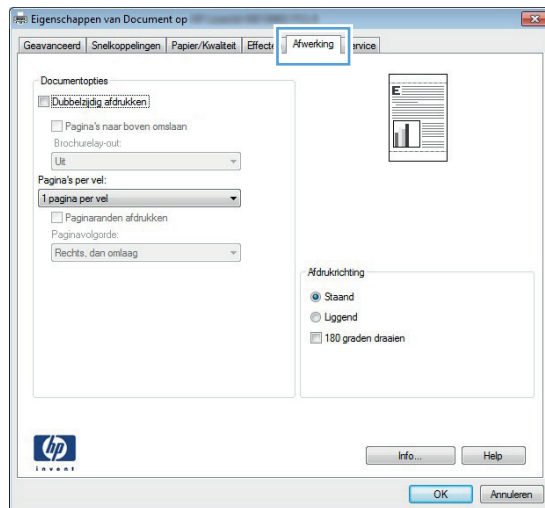 Eigenschappen van Document op
Geavanceerd Snelkoppelingen Papier/Kwaliteit Effecte Afwerking ervice
Documentopties
Dubbelzijdig afdrukken
Pagina's naar boven omslaan
Brochurelay-out:
Uit
Pagina's per vel:
1 pagina per vel
Paginaranden afdrukken
Paginavolgorde:
Rechts, dan omlaag
E
Afdrukrichting
Staand
Liggend
180 graden draaien
hp
invent
Info... Help
OK Annuleren